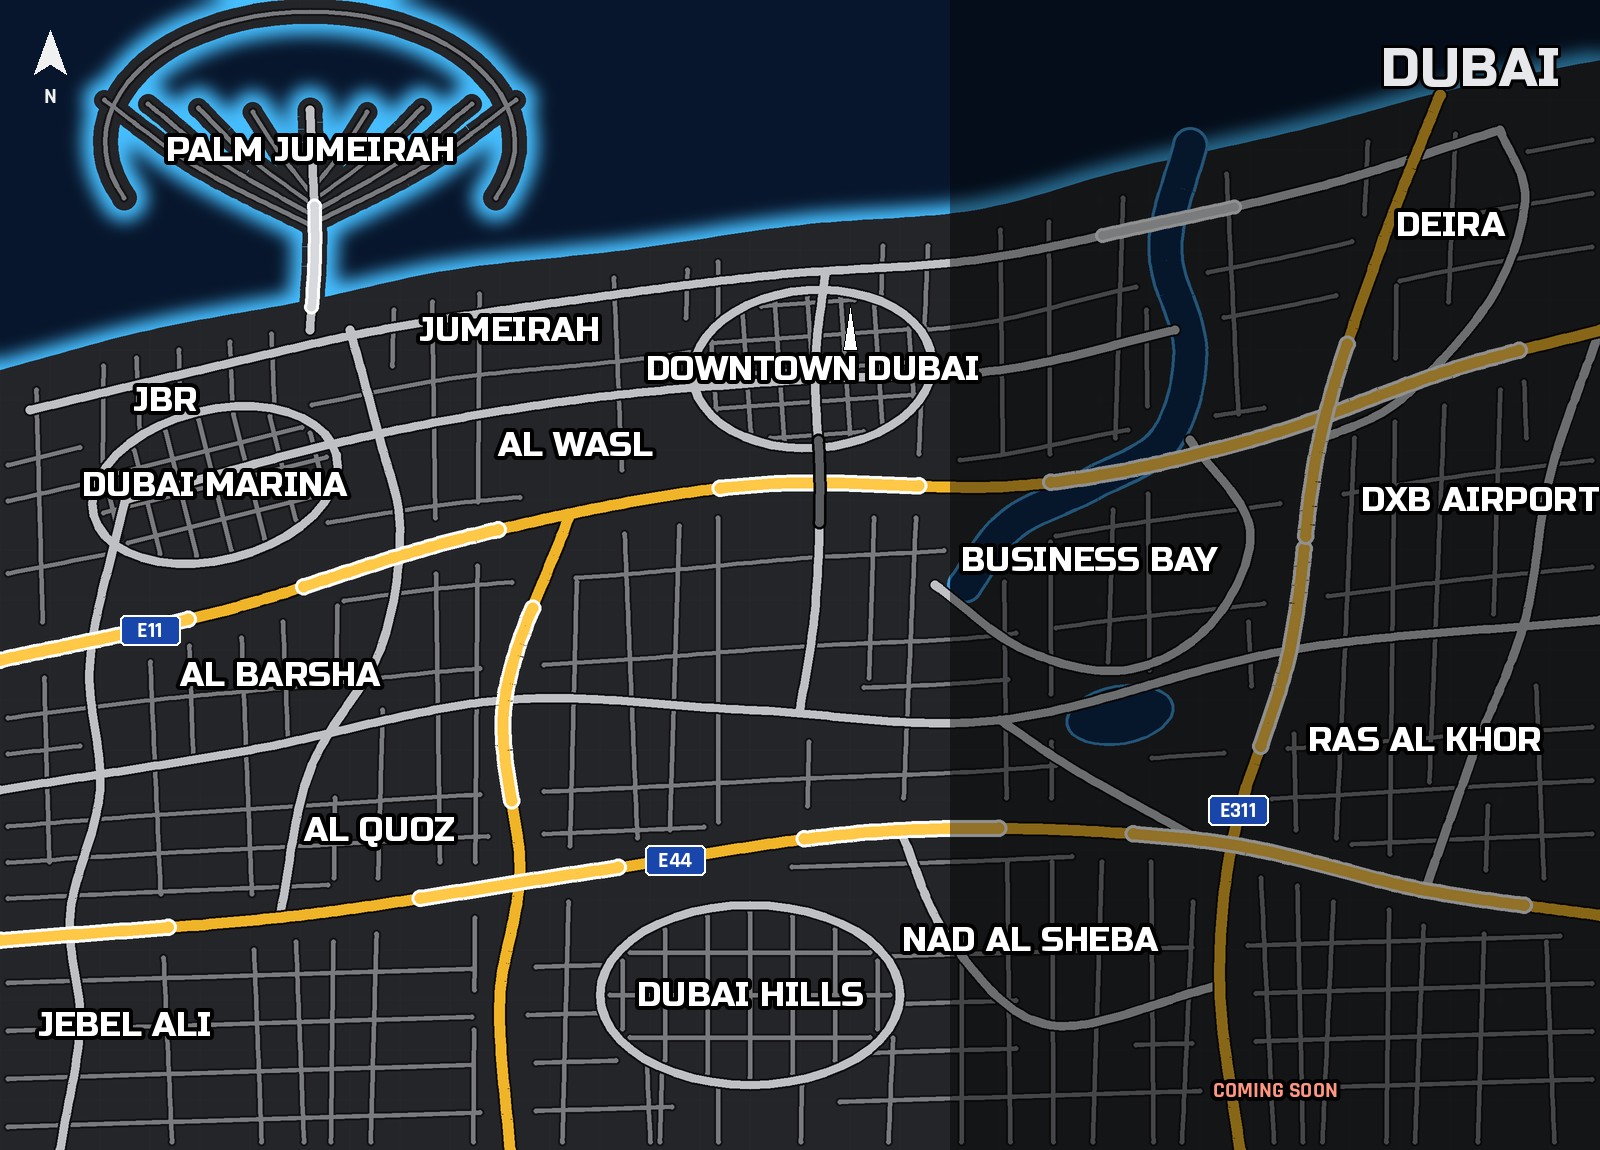 DUBAI
N
PALM JUMEIRAH
DEIRA
JUMEIRAH
DOWNTOWN DUBAI
JBR
AL WASL
DUBAI MARINA
DXB AIRPORT
BUSINESS BAY
E11
AL BARSHA
RAS AL KHOR
E311
AL QUOZ
E44
NAD AL SHEBA
DUBAI HILLS
JEBEL ALI
COMING SOON